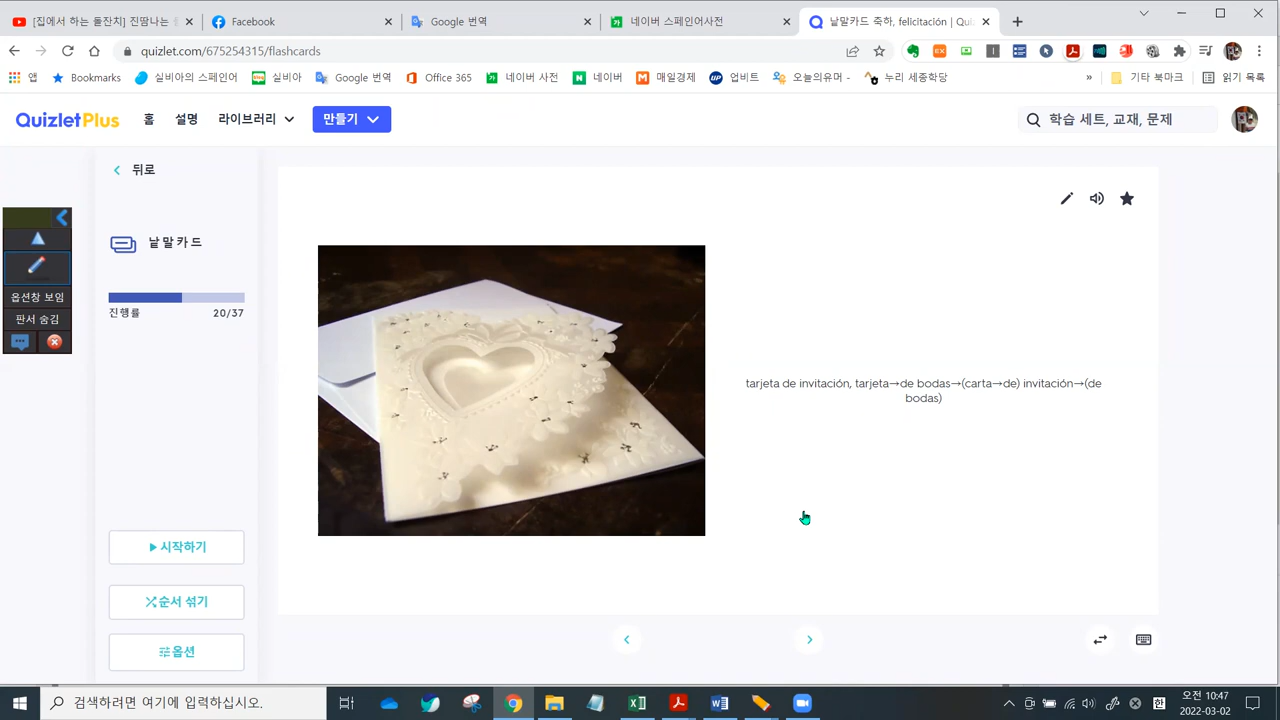 [집에서 하는 돌잔치] 진땀나는 돌
Facebook
Google 번역
네이버 스페인어사전
낱말카드 축하, felicitación | Qui
quizlet.com/675254315/flashcards
앱
Bookmarks
실비아의 스페인어
실비아
Google 번역
Office 365
네이버 사전
네이버
매일경제
업비트
오늘의유머 -
누리 세종학당
»
기타 북마크
읽기 목록
QuizletPlus
홈
설명
라이브러리
만들기
학습 세트, 교재, 문제
뒤로
낱말카드
진행률
20/37
옵션창 보임
판서 숨김
tarjeta de invitación, tarjeta→de bodas→(carta→de) invitación→(de
bodas)
시작하기
순서 섞기
옵션
검색하려면 여기에 입력하십시오.
한
오전 10:47
2022-03-02